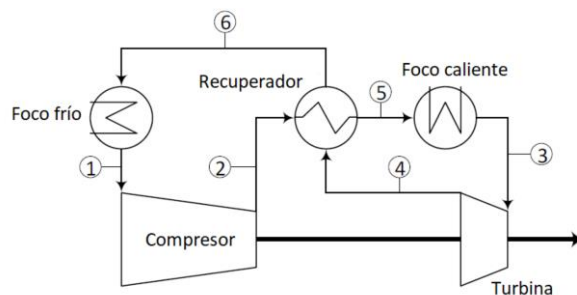 6
Recuperador
Foco caliente
Foco frío
5
1
2
4
3
Compresor
Turbina